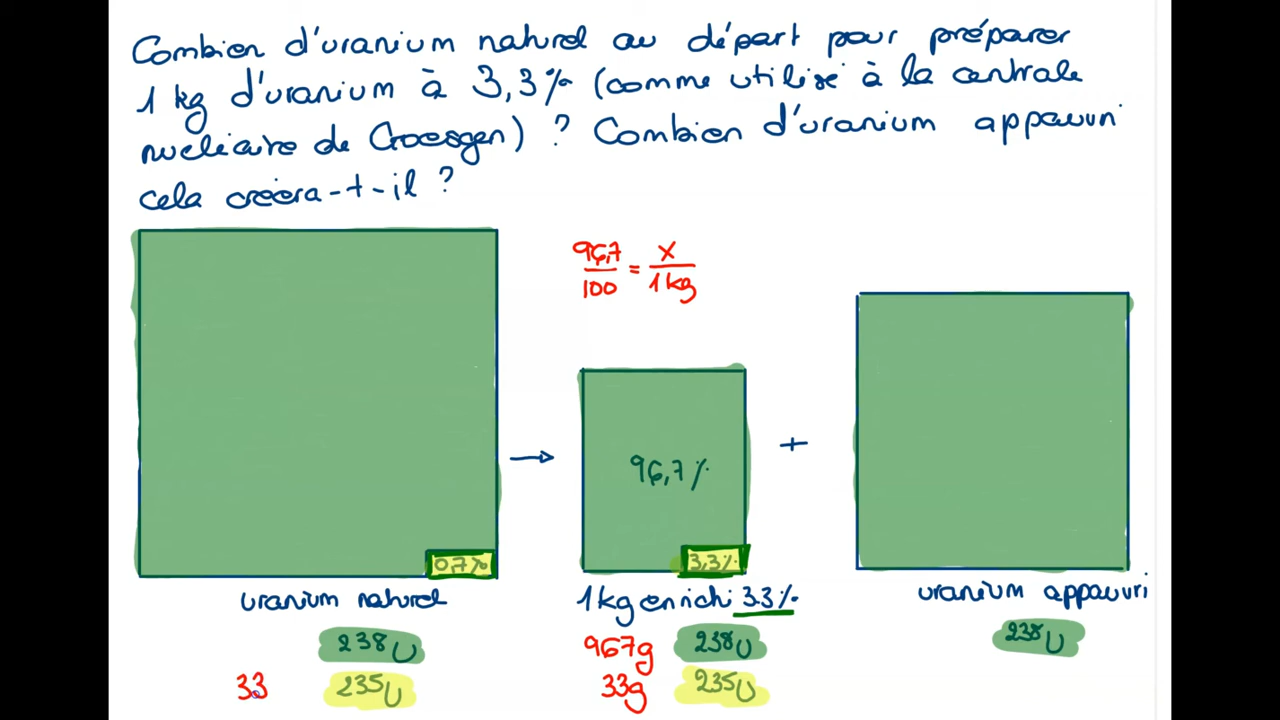 Combien d'uranium naturel au départ pour préparer
1 kg d'uranium à 3,3% (comme utilisé à la centrale
nucléaire de Goesgen) ? Combien d'uranium appauvri
cela créera-t-il ?
96,7/100 = X/1kg
96,7%
0,7%
3,3%
uranium naturel
1kg enrichi 3.3%
uranium appauvri
238U
967g 238U
238U
33 235U
33g 235U